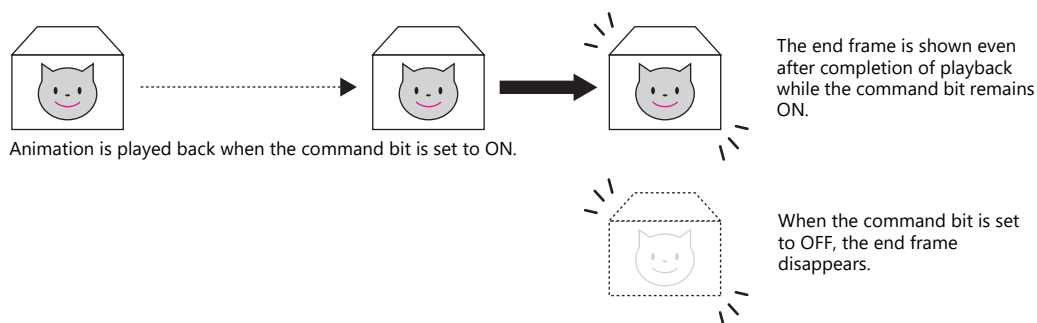 The end frame is shown even
after completion of playback
while the command bit remains
ON.
Animation is played back when the command bit is set to ON.
When the command bit is set
to OFF, the end frame
disappears.